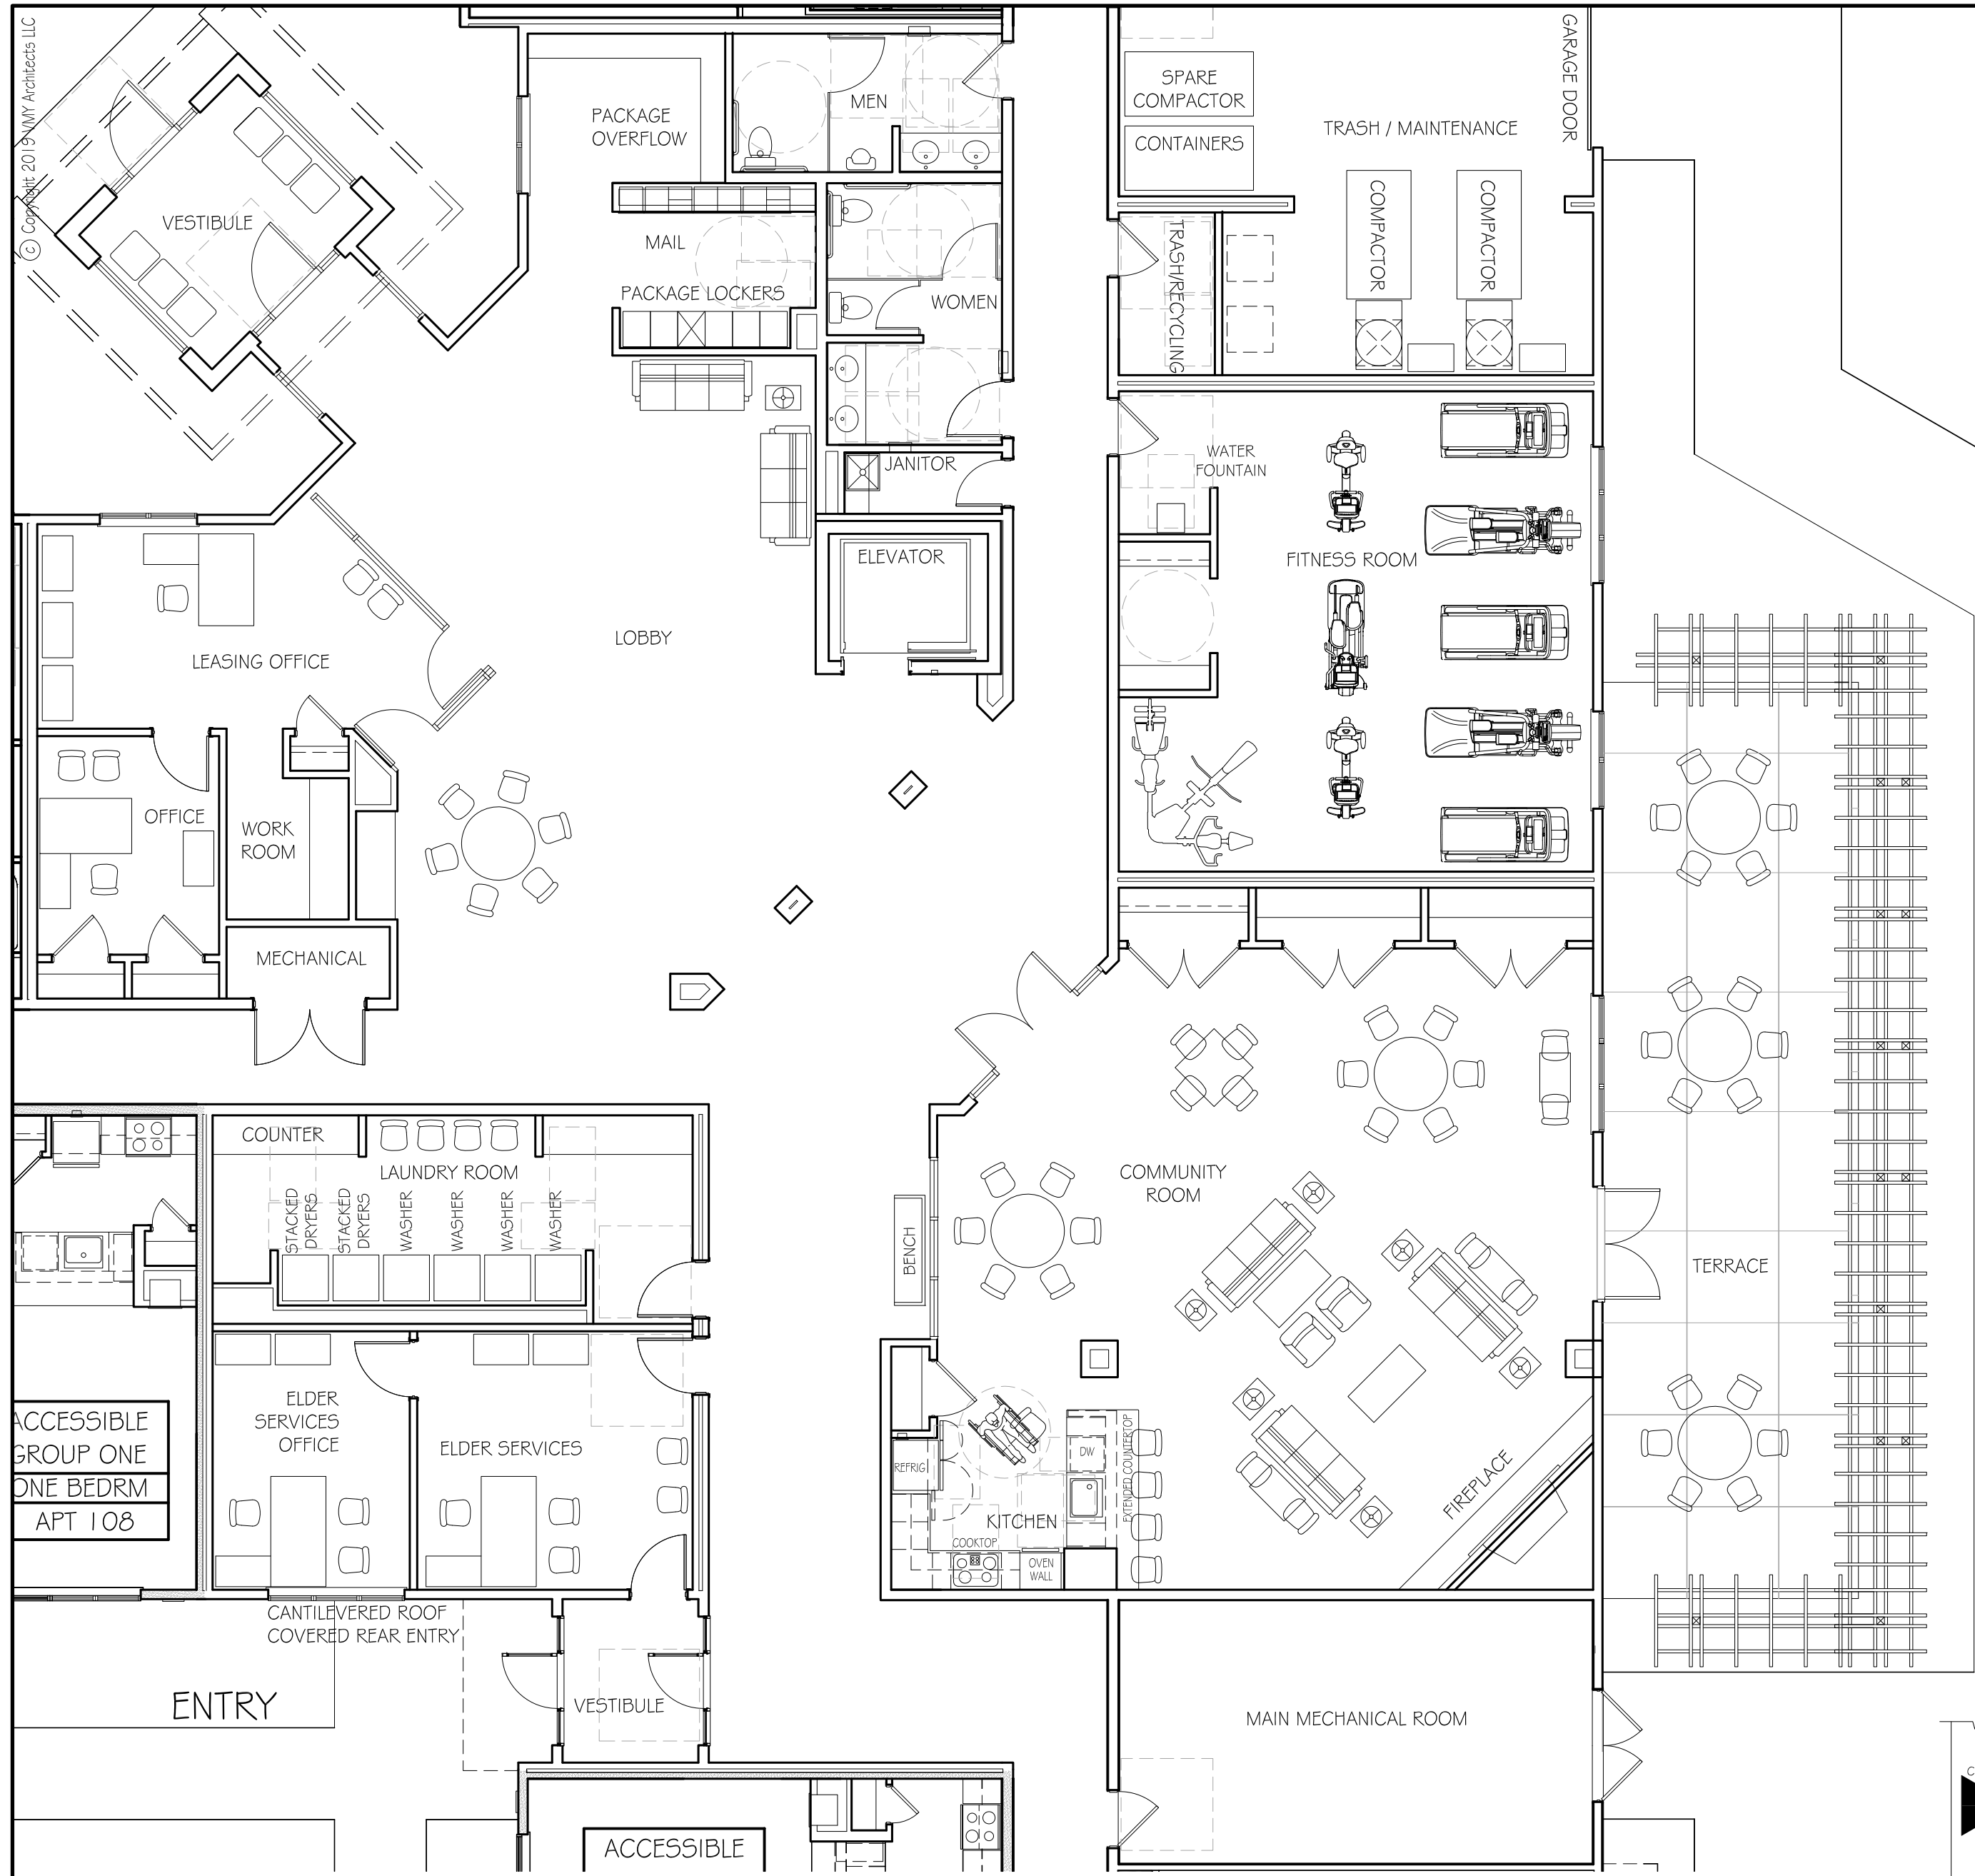 © Copyright 2019 VMY Architects LLC
PACKAGE
OVERFLOW
MEN
SPARE
COMPACTOR
CONTAINERS
TRASH / MAINTENANCE
GARAGE DOOR
VESTIBULE
MAIL
PACKAGE LOCKERS
WOMEN
TRASH/RECYCLING
COMPACTOR
COMPACTOR
JANITOR
WATER
FOUNTAIN
ELEVATOR
FITNESS ROOM
LOBBY
LEASING OFFICE
OFFICE
WORK
ROOM
MECHANICAL
COUNTER
LAUNDRY ROOM
STACKED
DRYERS
STACKED
DRYERS
WASHER
WASHER
WASHER
WASHER
COMMUNITY
ROOM
BENCH
TERRACE
ACCESSIBLE
GROUP ONE
ONE BEDRM
APT 108
ELDER
SERVICES
OFFICE
ELDER SERVICES
REFRIG
DW
EXTENDED COUNTERTOP
KITCHEN
COOKTOP
OVEN
WALL
FIREPLACE
CANTILEVERED ROOF
COVERED REAR ENTRY
ENTRY
VESTIBULE
MAIN MECHANICAL ROOM
ACCESSIBLE